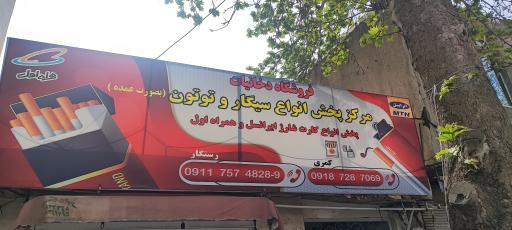 فروشگاه دخانیات
مرکز پخش انواع سیگار و توتون (بصورت عمده)
پخش انواع کارت شارژ ایرانسل و همراه اول
همراه اول
ایرانسل
MTN
رستگار
0911 757 4828-9
کمری
0918 728 7069